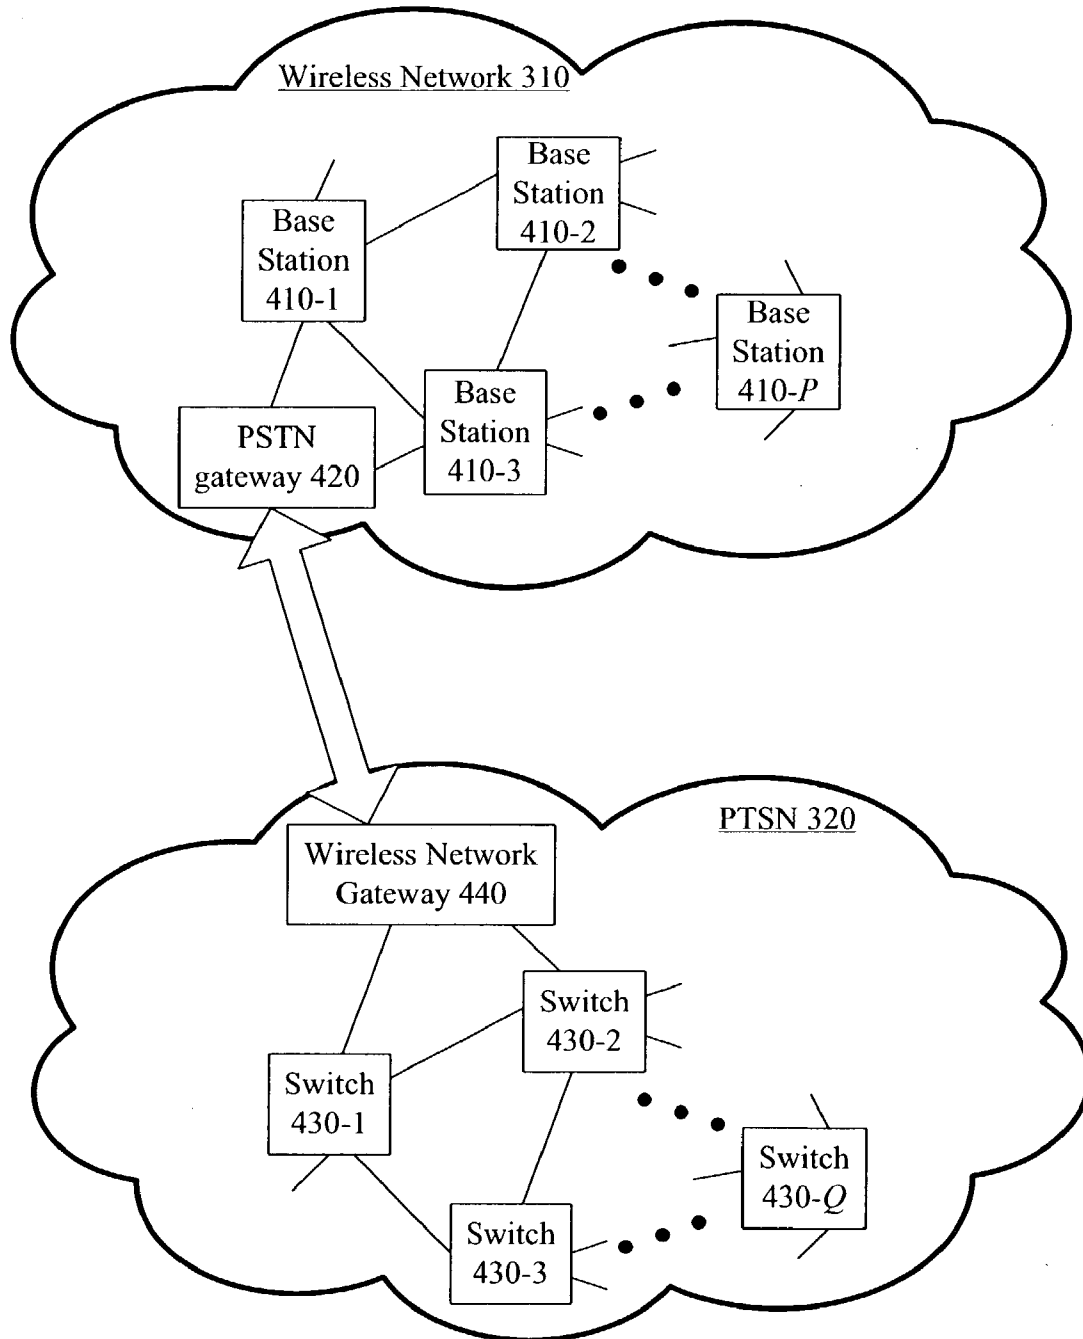 Wireless Network 310
Base
Station
410-2
Base
Station
410-1
Base
Station
410-P
Base
Station
410-3
PSTN
gateway 420
PTSN 320
Wireless Network
Gateway 440
Switch
430-2
Switch
430-1
Switch
430-Q
Switch
430-3